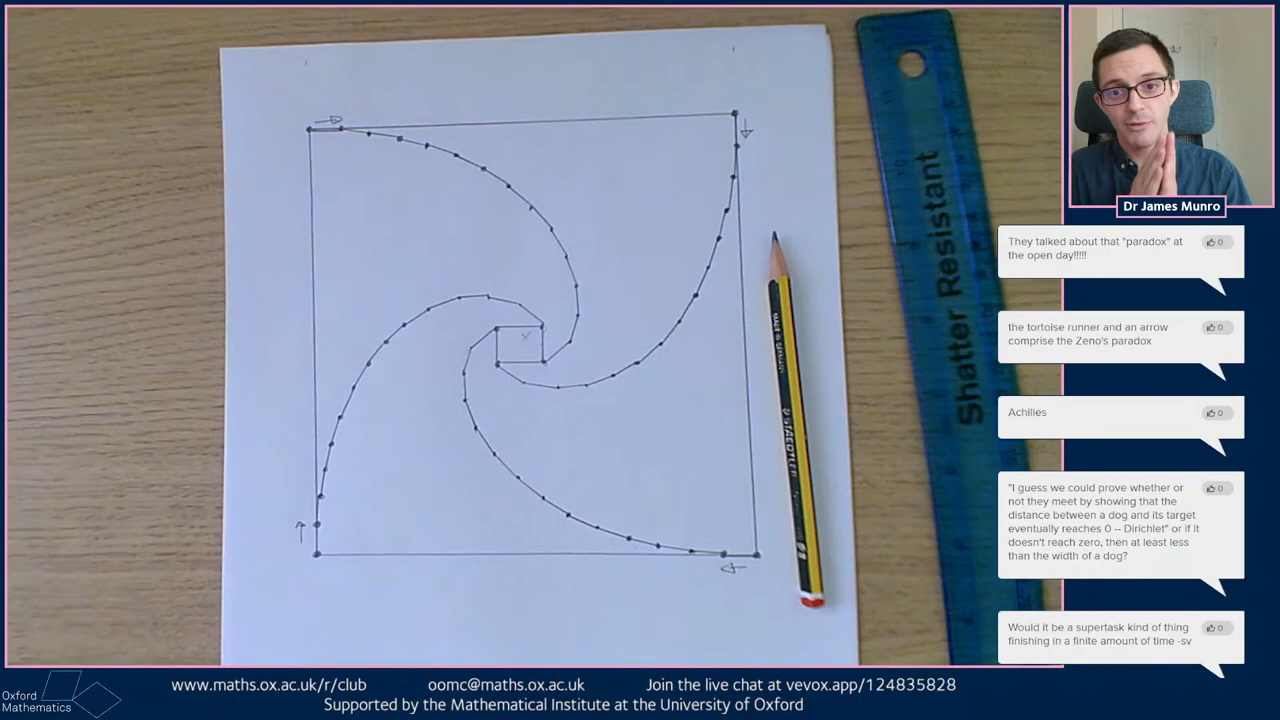 Shatter Resistant
STAEDTLER
Dr James Munro
They talked about that "paradox" at
the open day!!!!!
0
the tortoise runner and an arrow
comprise the Zeno's paradox
0
Achilles
0
"I guess we could prove whether or
not they meet by showing that the
distance between a dog and its target
eventually reaches 0 -- Dirichlet" or if it
doesn't reach zero, then at least less
than the width of a dog?
0
Would it be a supertask kind of thing
finishing in a finite amount of time -sv
0
Oxford
Mathematics
www.maths.ox.ac.uk/r/club oomc@maths.ox.ac.uk Join the live chat at vevox.app/124835828
Supported by the Mathematical Institute at the University of Oxford